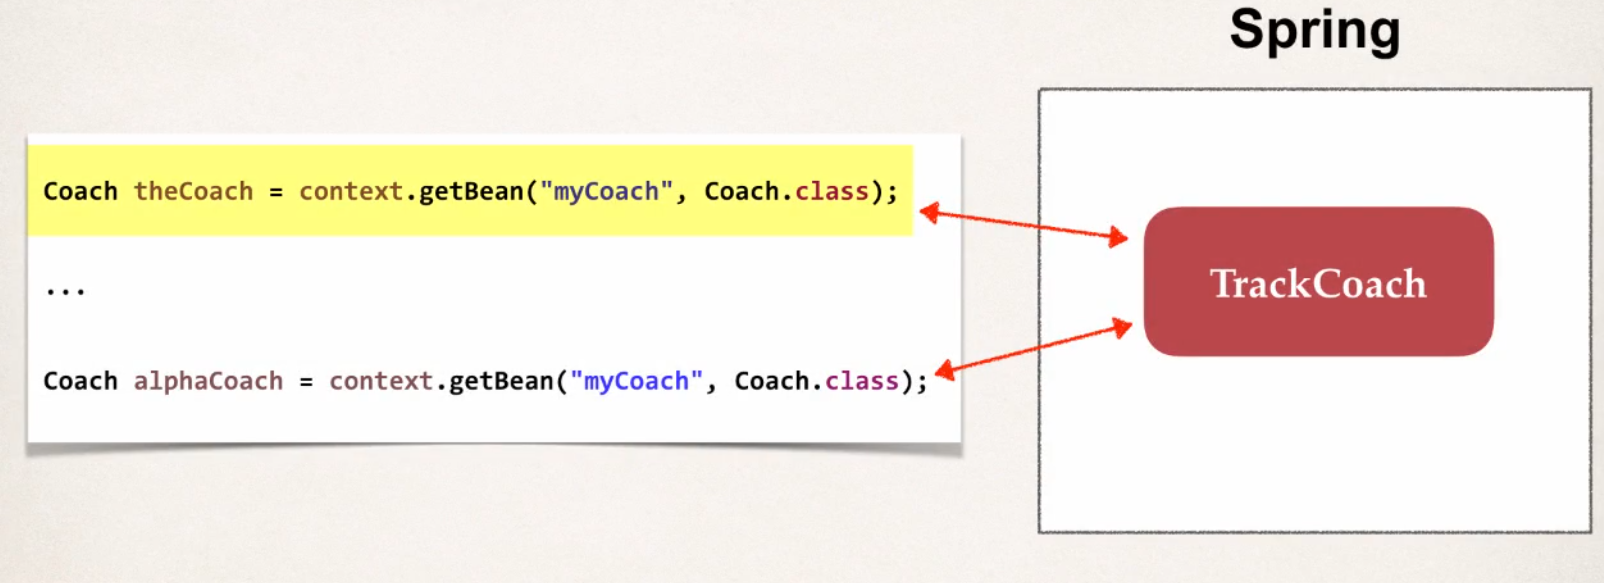 Spring
Coach theCoach = context.getBean("myCoach", Coach.class);
...
Coach alphaCoach = context.getBean("myCoach", Coach.class);
TrackCoach